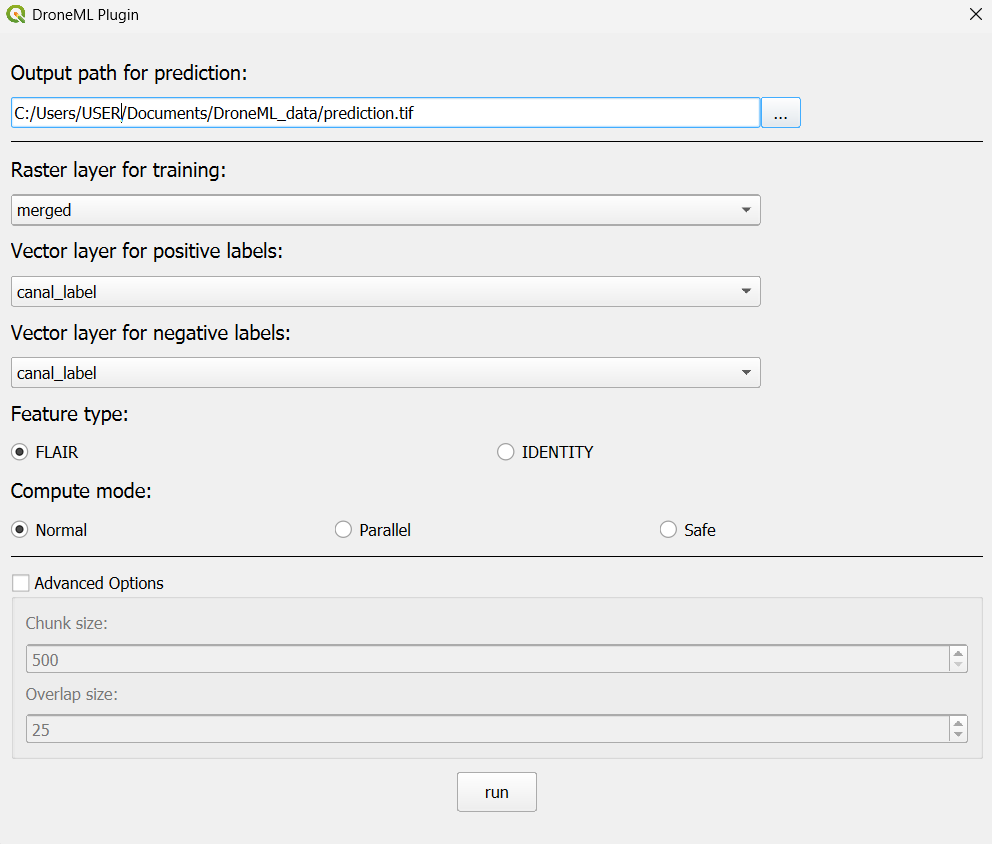 DroneML Plugin
Output path for prediction:
C:/Users/USER/Documents/DroneML_data/prediction.tif
...
Raster layer for training:
merged
Vector layer for positive labels:
canal_label
Vector layer for negative labels:
canal_label
Feature type:
FLAIR IDENTITY
Compute mode:
Normal Parallel Safe
Advanced Options
Chunk size:
500
Overlap size:
25
run